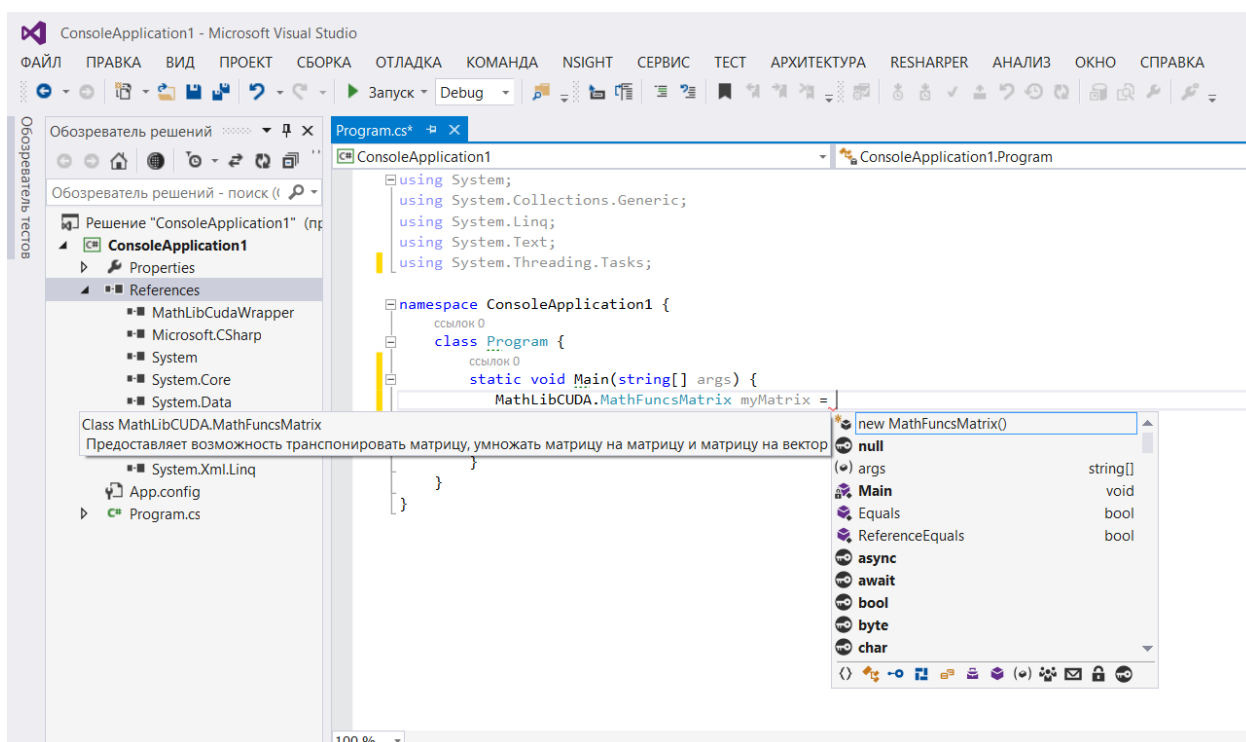 ConsoleApplication1 - Microsoft Visual Studio
ФАЙЛ ПРАВКА ВИД ПРОЕКТ СБОРКА ОТЛАДКА КОМАНДА NSIGHT СЕРВИС ТЕСТ АРХИТЕКТУРА RESHARPER АНАЛИЗ ОКНО СПРАВКА
Запуск Debug
Обозреватель тестов
Обозреватель решений
Обозреватель решений - поиск (
Решение "ConsoleApplication1" (пр
ConsoleApplication1
Properties
References
MathLibCudaWrapper
Microsoft.CSharp
System
System.Core
System.Data
System.Xml.Linq
App.config
Program.cs
Program.cs*
ConsoleApplication1 ConsoleApplication1.Program
using System;
using System.Collections.Generic;
using System.Linq;
using System.Text;
using System.Threading.Tasks;
namespace ConsoleApplication1 {
ссылок 0
class Program {
ссылок 0
static void Main(string[] args) {
MathLibCUDA.MathFuncsMatrix myMatrix =
}
}
}
Class MathLibCUDA.MathFuncsMatrix
Предоставляет возможность транспонировать матрицу, умножать матрицу на матрицу и матрицу на вектор
new MathFuncsMatrix()
null
args string[]
Main void
Equals bool
ReferenceEquals bool
async
await
bool
byte
char
100 %